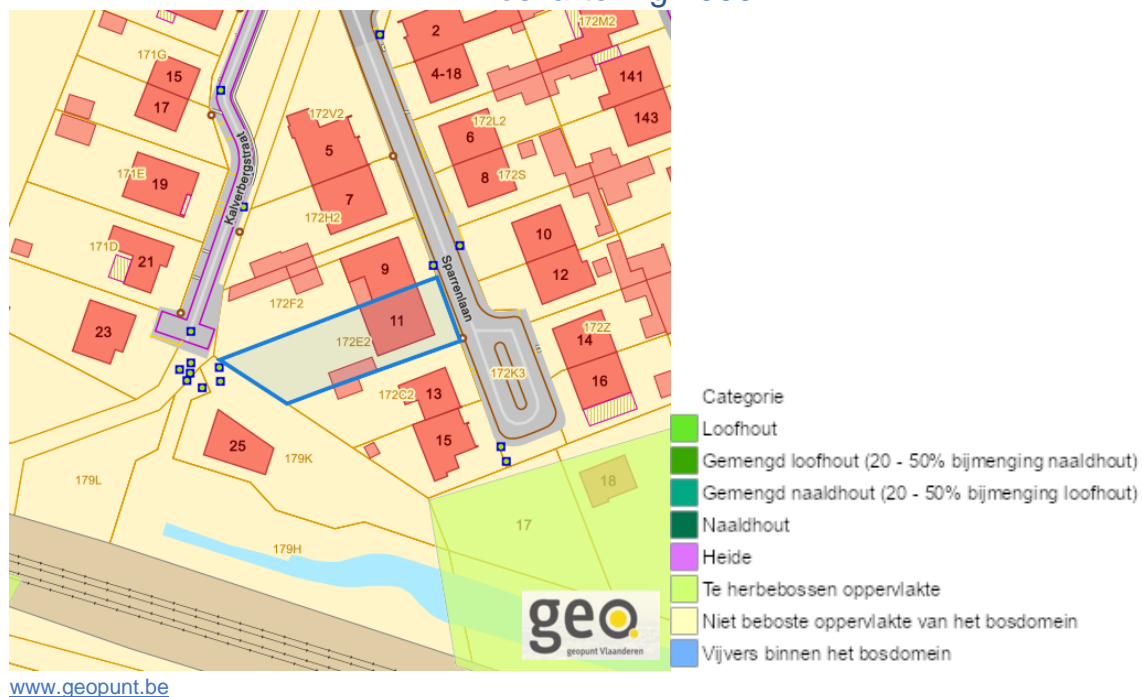 2
172M2
171G
15
4-18
141
17
172V2
172L2
143
Kalverbergstraat
5
6
171E
19
7
8
172S
172H2
171D
21
10
9
Sparrenlaan
12
172F2
23
11
172E2
172Z
14
172K3
16
172C2
13
25
15
179K
179L
18
17
179H
geo
geopunt Vlaanderen
Categorie
Loofhout
Gemengd loofhout (20 - 50% bijmenging naaldhout)
Gemengd naaldhout (20 - 50% bijmenging loofhout)
Naaldhout
Heide
Te herbebossen oppervlakte
Niet beboste oppervlakte van het bosdomein
Vijvers binnen het bosdomein
www.geopunt.be